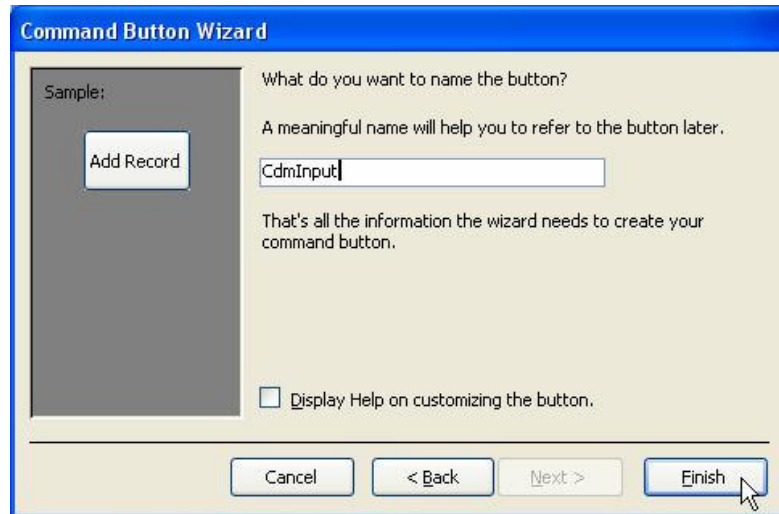 Command Button Wizard
Sample:
Add Record
What do you want to name the button?
A meaningful name will help you to refer to the button later.
CdmInput
That's all the information the wizard needs to create your
command button.
Display Help on customizing the button.
Cancel
< Back
Next >
Finish